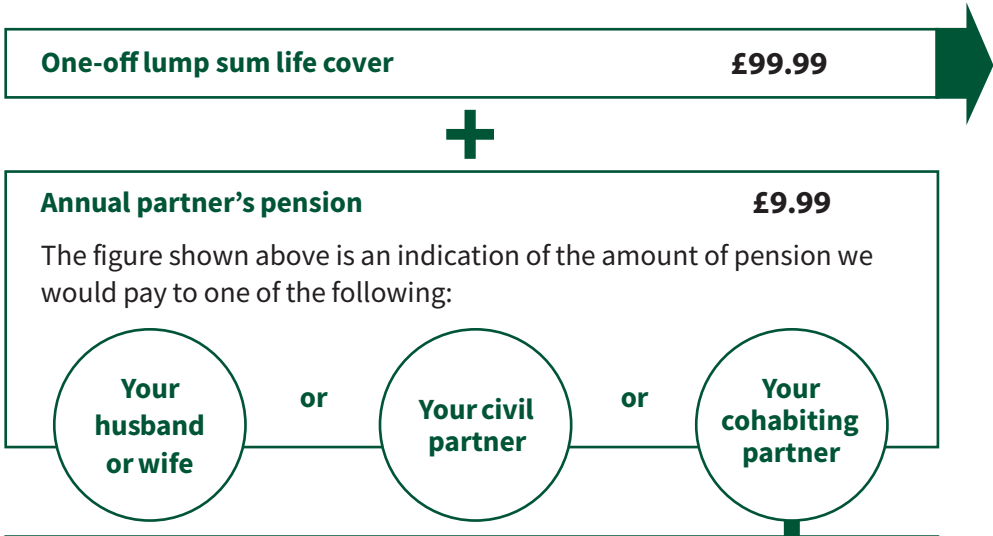 One-off lump sum life cover £99.99
+
Annual partner’s pension £9.99
The figure shown above is an indication of the amount of pension we
would pay to one of the following:
Your
husband
or wife
or
Your civil
partner
or
Your
cohabiting
partner